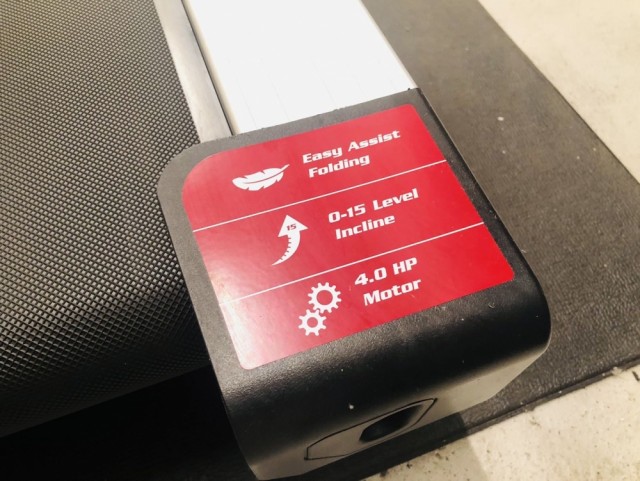 Easy Assist
Folding
15
0-15 Level
Incline
4.0 HP
Motor